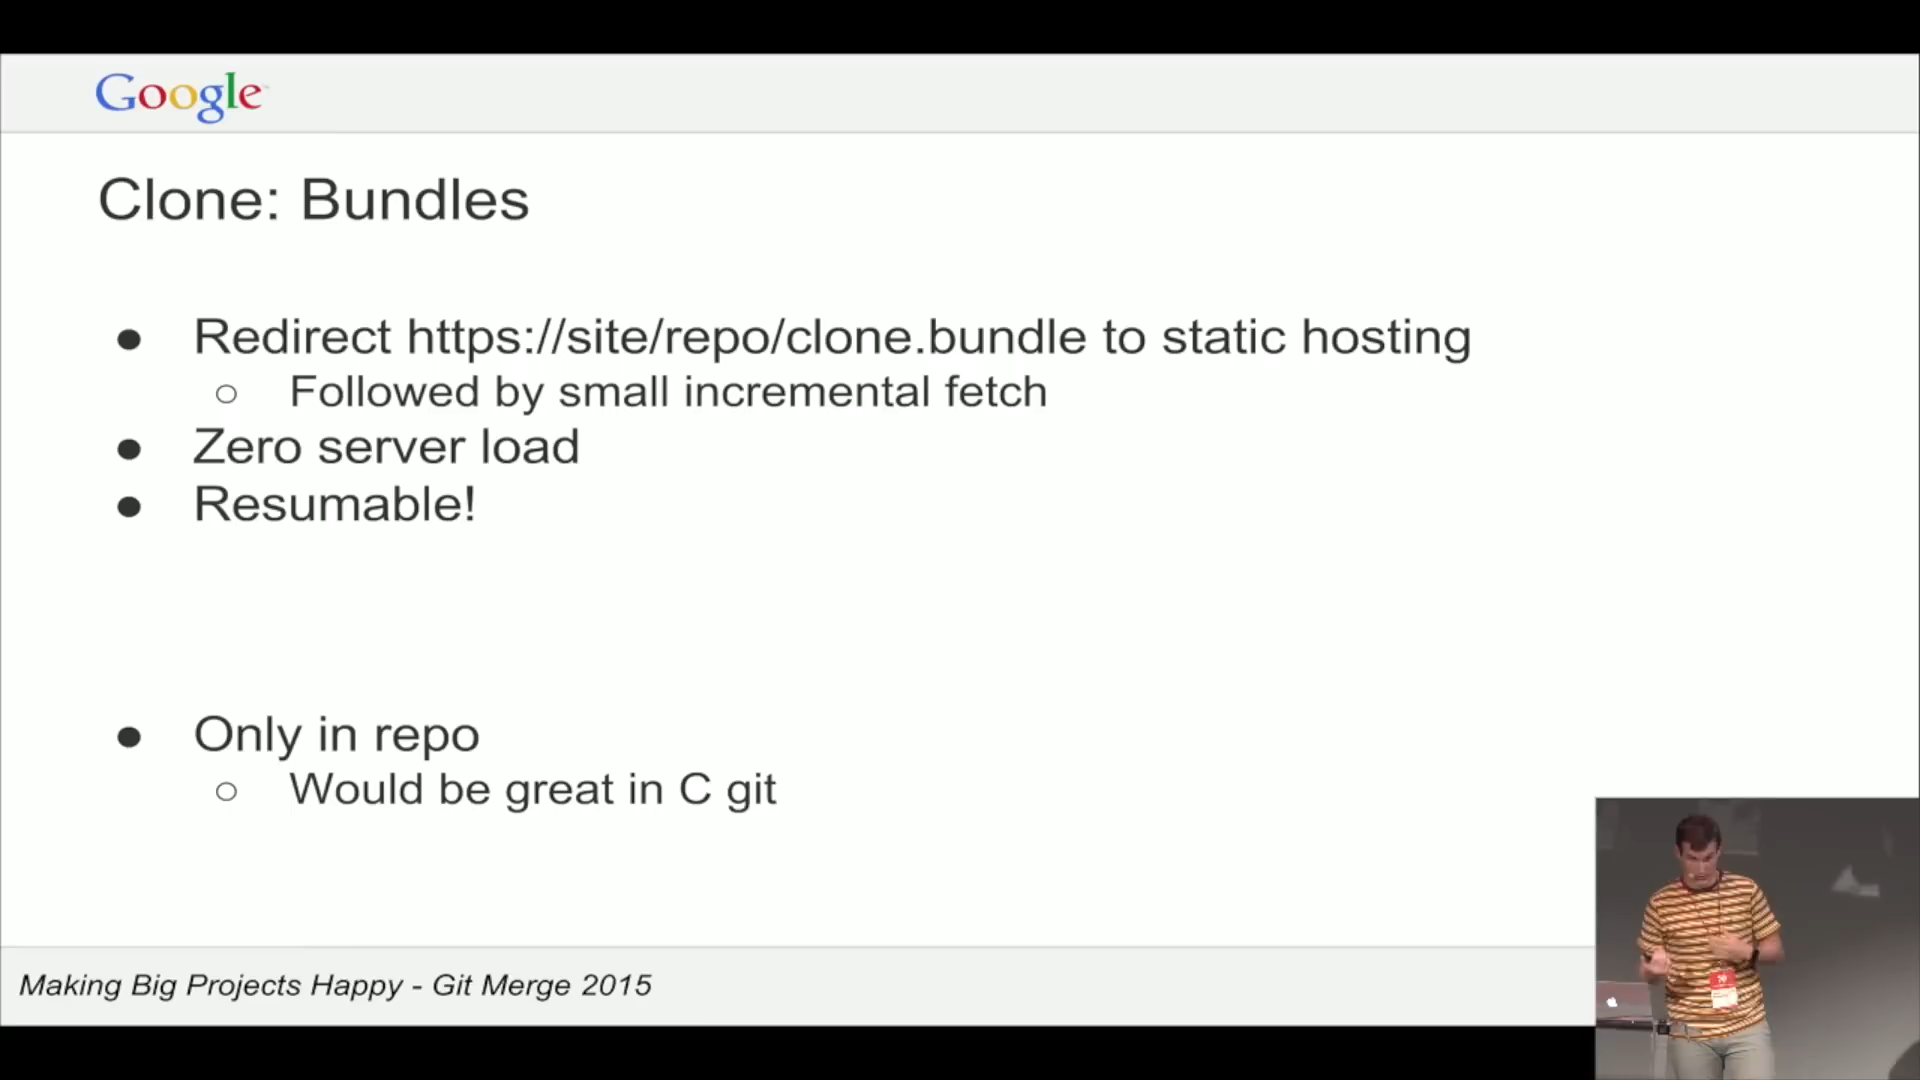 Google
Clone: Bundles
● Redirect https://site/repo/clone.bundle to static hosting
○ Followed by small incremental fetch
● Zero server load
● Resumable!
● Only in repo
○ Would be great in C git
Making Big Projects Happy - Git Merge 2015